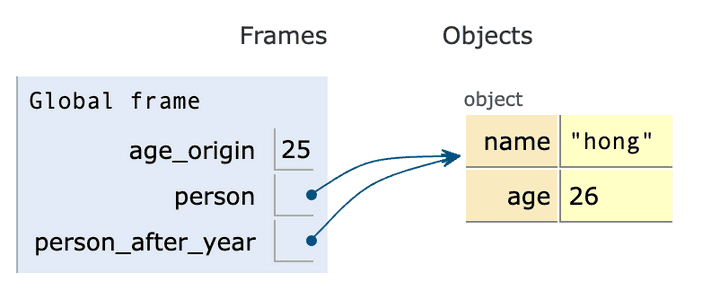 Frames Objects
Global frame
object
age_origin 25
name "hong"
person
age 26
person_after_year